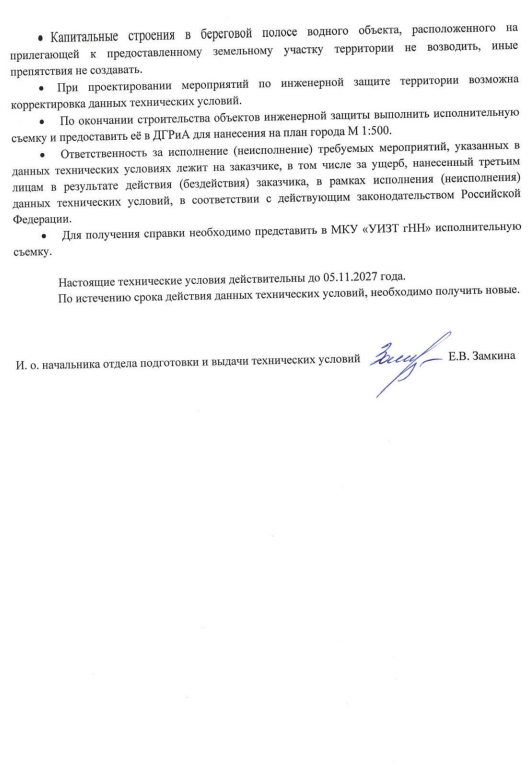 • Капитальные строения в береговой полосе водного объекта, расположенного на
прилегающей к предоставленному земельному участку территории не возводить, иные
препятствия не создавать.
• При проектировании мероприятий по инженерной защите территории возможна
корректировка данных технических условий.
• По окончании строительства объектов инженерной защиты выполнить исполнительную
съемку и предоставить её в ДГРиА для нанесения на план города М 1:500.
• Ответственность за исполнение (неисполнение) требуемых мероприятий, указанных в
данных технических условиях лежит на заказчике, в том числе за ущерб, нанесенный третьим
лицам в результате действия (бездействия) заказчика, в рамках исполнения (неисполнения)
данных технических условий, в соответствии с действующим законодательством Российской
Федерации.
• Для получения справки необходимо представить в МКУ «УИЗТ гНН» исполнительную
съемку.
Настоящие технические условия действительны до 05.11.2027 года.
По истечению срока действия данных технических условий, необходимо получить новые.
И. о. начальника отдела подготовки и выдачи технических условий Е.В. Замкина